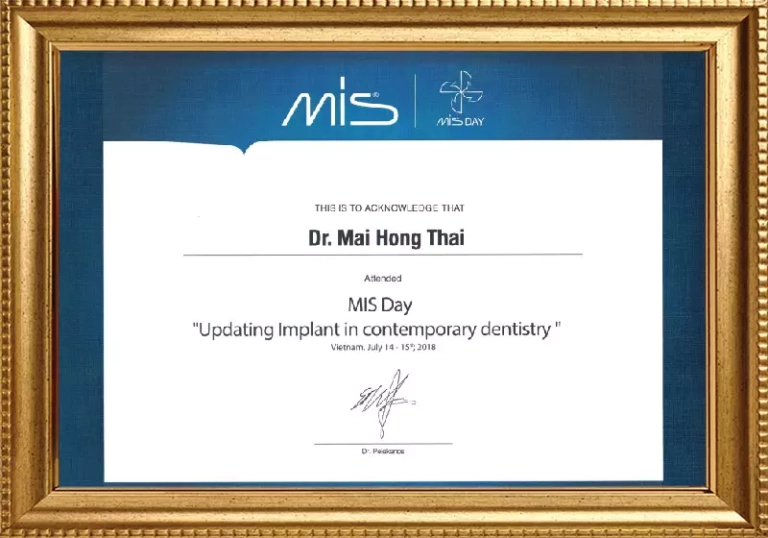 MIS®
MIS DAY
THIS IS TO ACKNOWLEDGE THAT
Dr. Mai Hong Thai
Attended
MIS Day
"Updating Implant in contemporary dentistry "
Vietnam, July 14 - 15th, 2018
Dr.